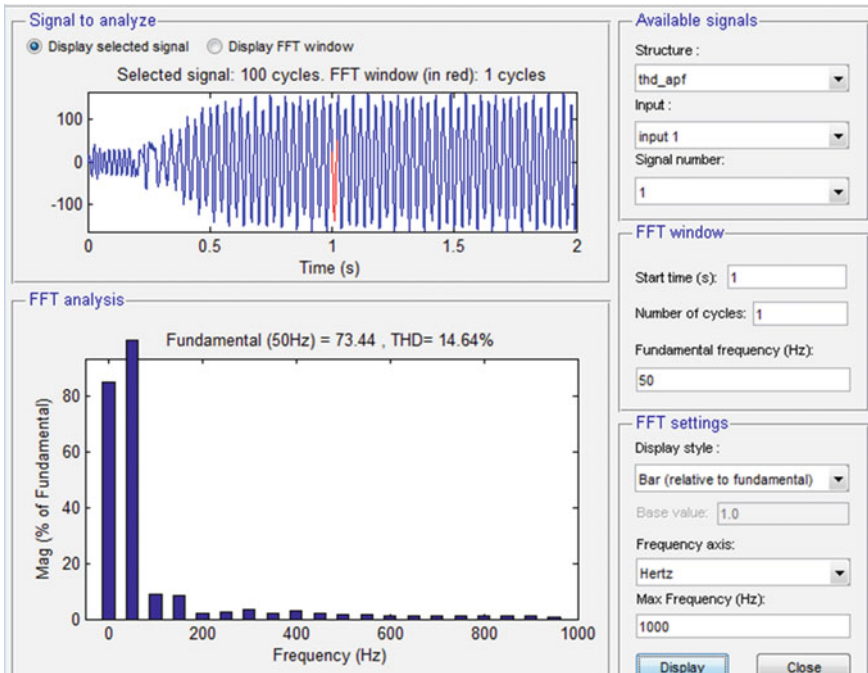 Signal to analyze
Display selected signal
Display FFT window
Selected signal: 100 cycles. FFT window (in red): 1 cycles
100
0
-100
0
0.5
1
1.5
2
Time (s)
FFT analysis
Fundamental (50Hz) = 73.44 , THD= 14.64%
Mag (% of Fundamental)
80
60
40
20
0
0
200
400
600
800
1000
Frequency (Hz)
Available signals
Structure :
thd_apf
Input :
input 1
Signal number:
1
FFT window
Start time (s): 1
Number of cycles: 1
Fundamental frequency (Hz):
50
FFT settings
Display style :
Bar (relative to fundamental)
Base value: 1.0
Frequency axis:
Hertz
Max Frequency (Hz):
1000
Display
Close